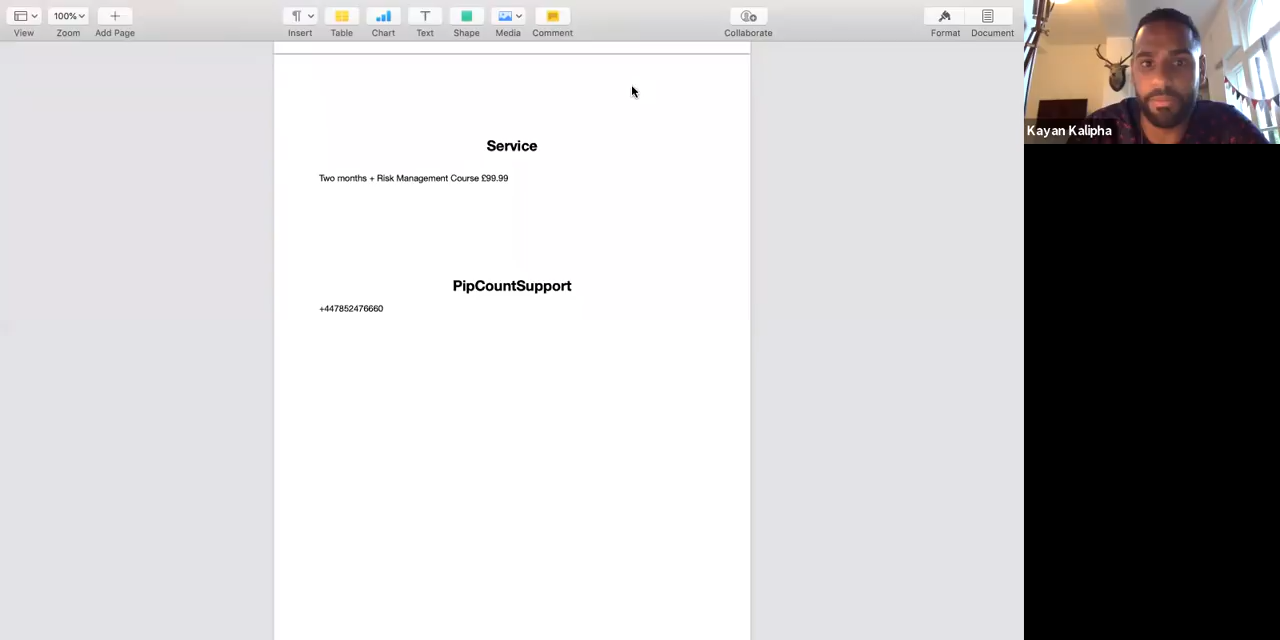 100%
View
Zoom
Add Page
Insert
Table
Chart
Text
Shape
Media
Comment
Collaborate
Format
Document
Kayan Kalipha
Service
Two months + Risk Management Course £99.99
PipCountSupport
+447852476660